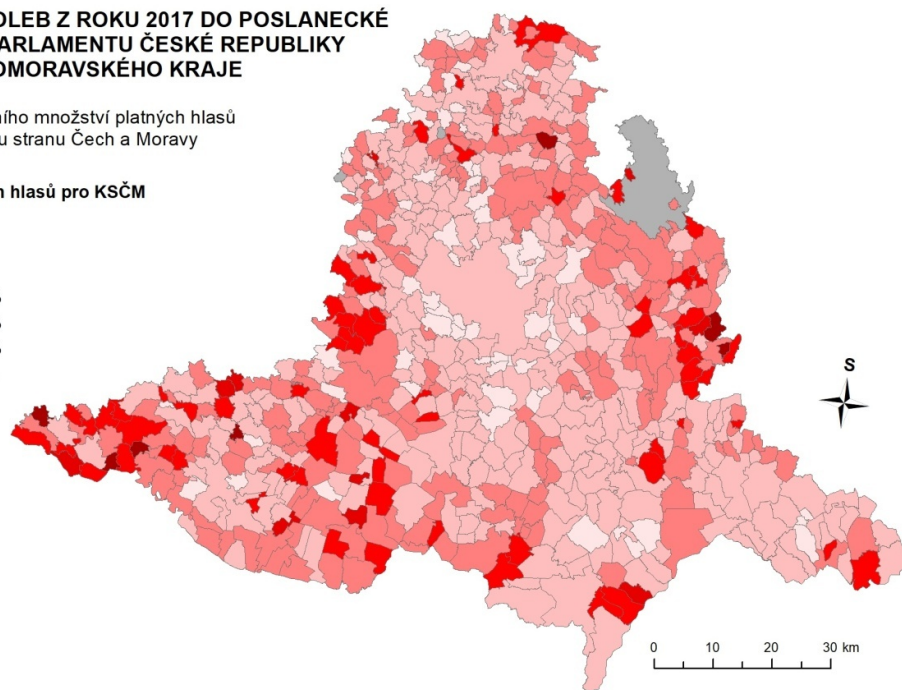 OLEB Z ROKU 2017 DO POSLANECKÉ
ARLAMENTU ČESKÉ REPUBLIKY
OMORAVSKÉHO KRAJE
ního množství platných hlasů
u stranu Čech a Moravy
h hlasů pro KSČM
S
0 10 20 30 km